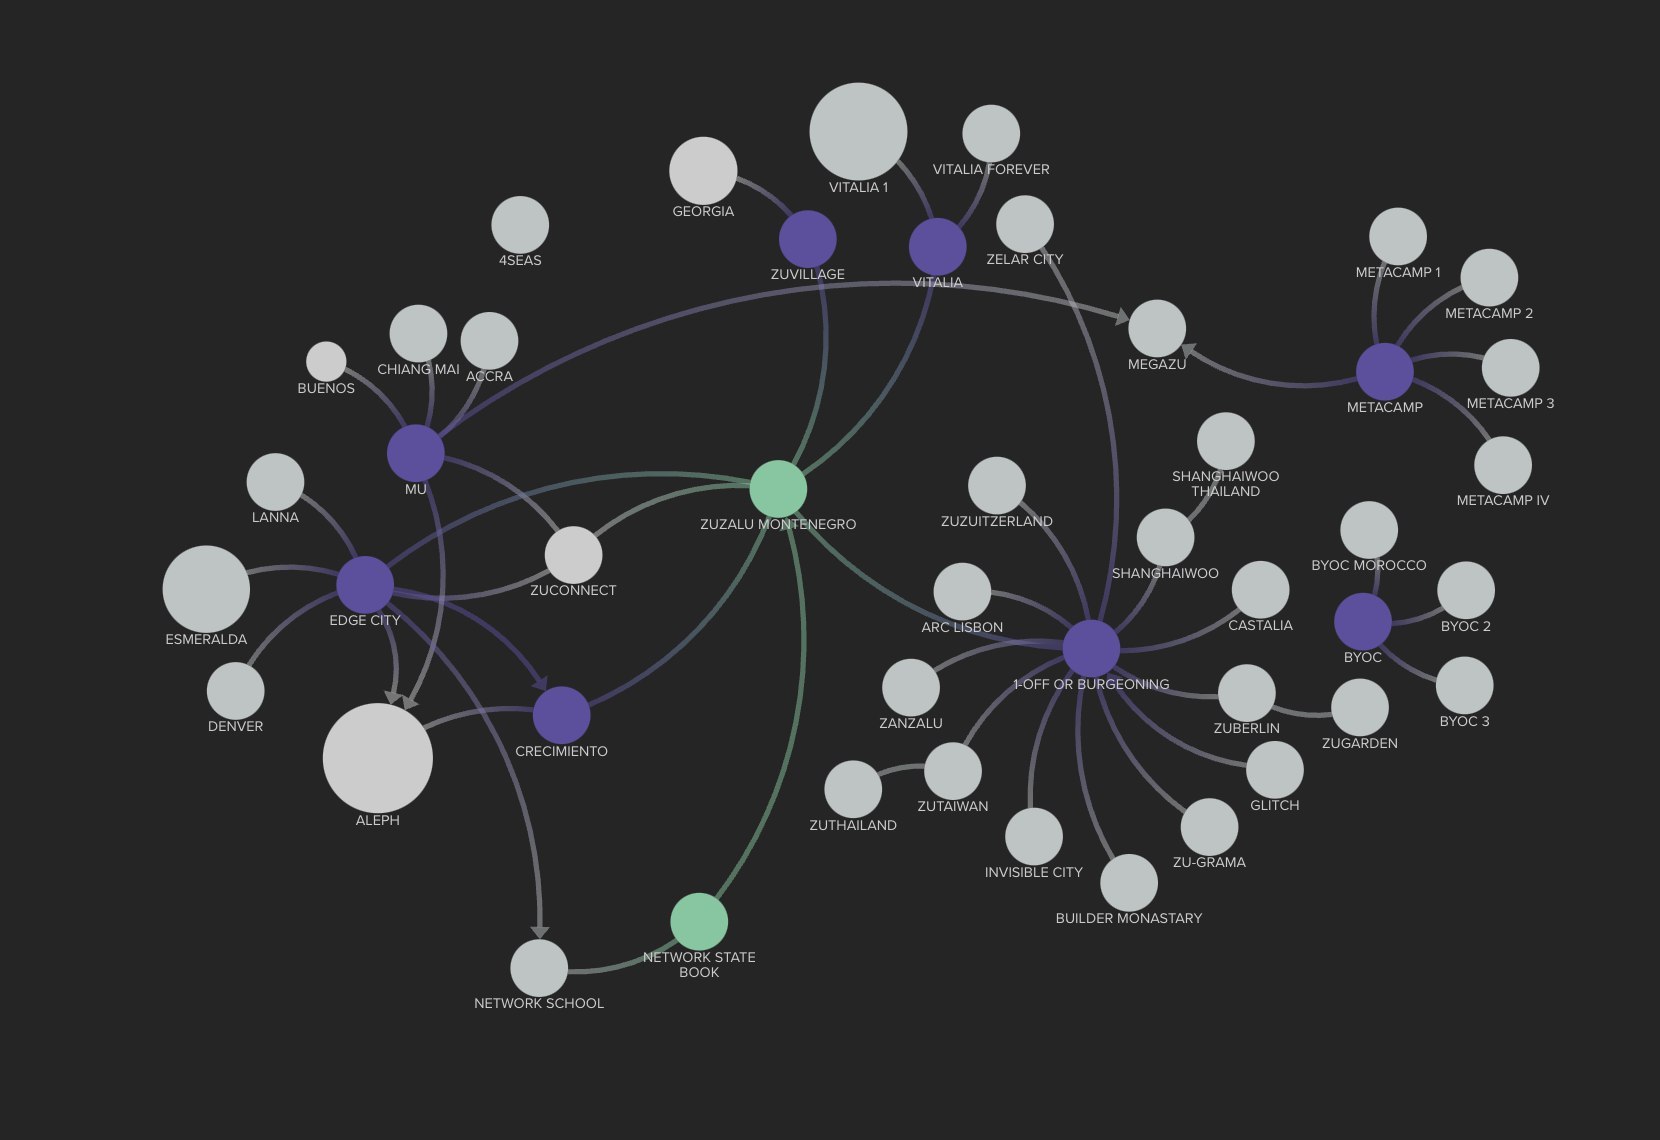 VITALIA 1
VITALIA FOREVER
GEORGIA
4SEAS
ZUVILLAGE
VITALIA
ZELAR CITY
METACAMP 1
METACAMP 2
BUENOS
CHIANG MAI
ACCRA
MEGAZU
METACAMP
METACAMP 3
MU
LANNA
ZUZALU MONTENEGRO
ZUZUITZERLAND
SHANGHAIWOO
THAILAND
METACAMP IV
ESMERALDA
EDGE CITY
ZUCONNECT
ARC LISBON
SHANGHAIWOO
CASTALIA
BYOC MOROCCO
BYOC 2
BYOC
DENVER
CRECIMIENTO
ZANZALU
1-OFF OR BURGEONING
ZUBERLIN
ZUGARDEN
BYOC 3
ALEPH
ZUTHAILAND
ZUTAIWAN
GLITCH
INVISIBLE CITY
ZU-GRAMA
BUILDER MONASTARY
NETWORK STATE
BOOK
NETWORK SCHOOL